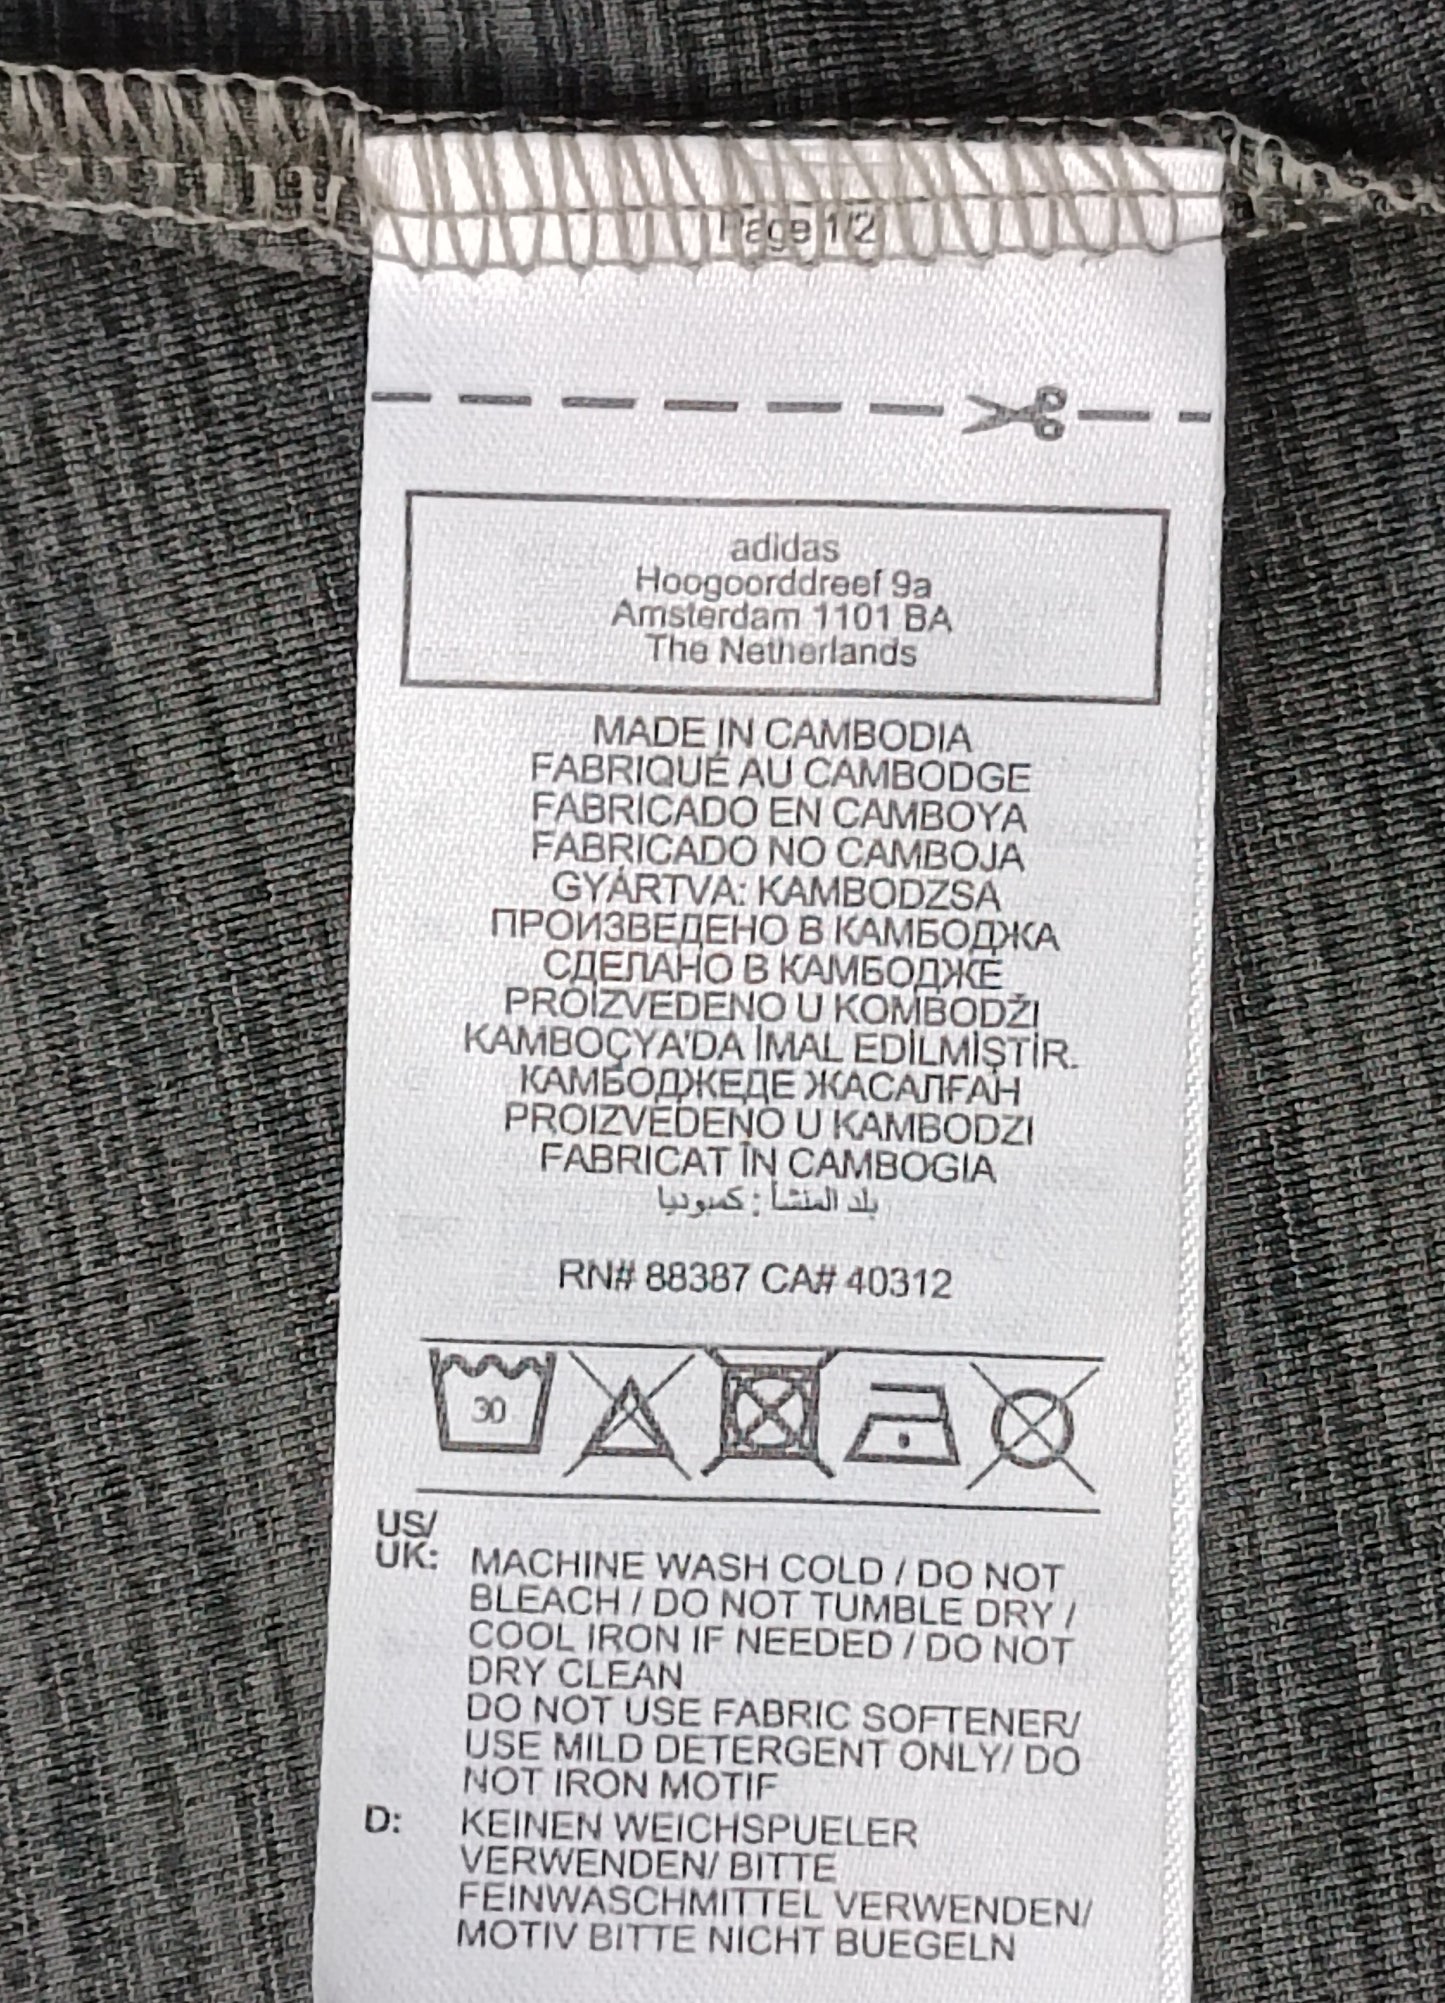 Page 1/2
adidas
Hoogoorddreef 9a
Amsterdam 1101 BA
The Netherlands
MADE IN CAMBODIA
FABRIQUÉ AU CAMBODGE
FABRICADO EN CAMBOYA
FABRICADO NO CAMBOJA
GYÁRTVA: KAMBODZSA
ПРОИЗВЕДЕНО В КАМБОДЖА
СДЕЛАНО В КАМБОДЖЕ
PROIZVEDENO U KOMBODŽI
KAMBOÇYA'DA İMAL EDİLMİŞTİR.
КАМБОДЖЕДЕ ЖАСАЛҒАН
PROIZVEDENO U KAMBODZI
FABRICAT ÎN CAMBOGIA
بلد المنشأ : كمبوديا
RN# 88387 CA# 40312
30
US/
UK: MACHINE WASH COLD / DO NOT
BLEACH / DO NOT TUMBLE DRY /
COOL IRON IF NEEDED / DO NOT
DRY CLEAN
DO NOT USE FABRIC SOFTENER/
USE MILD DETERGENT ONLY/ DO
NOT IRON MOTIF
D: KEINEN WEICHSPUELER
VERWENDEN/ BITTE
FEINWASCHMITTEL VERWENDEN/
MOTIV BITTE NICHT BUEGELN